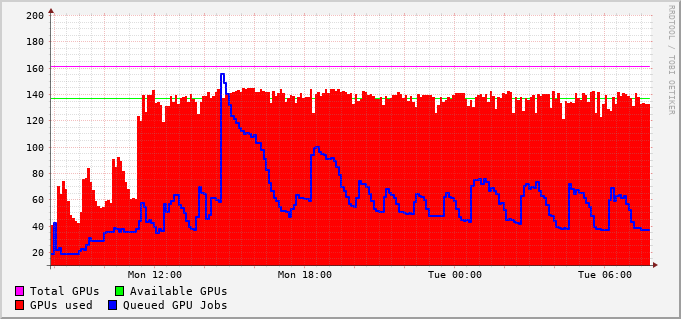 200
180
160
140
120
100
80
60
40
20
Mon 12:00 Mon 18:00 Tue 00:00 Tue 06:00
Total GPUs Available GPUs
GPUs used Queued GPU Jobs
RRDTOOL / TOBI OETIKER